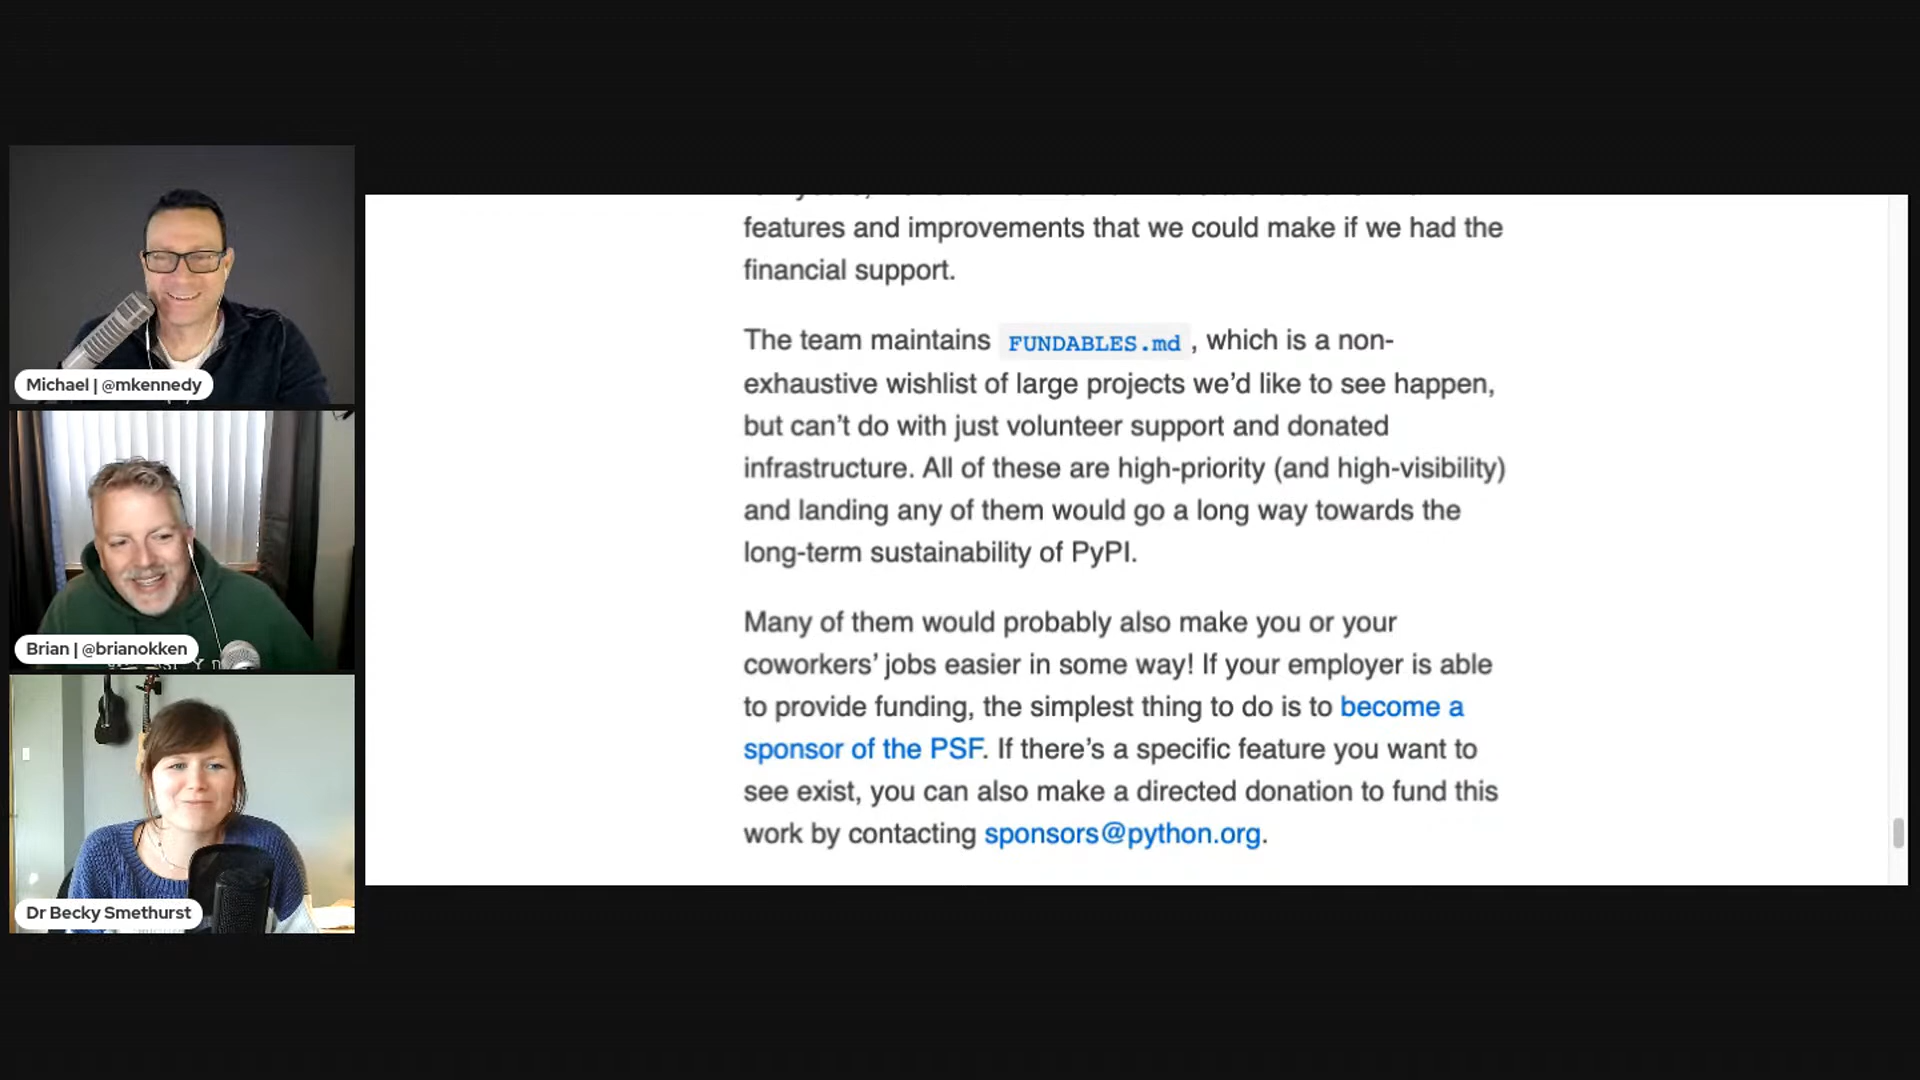 Michael | @mkennedy
Brian | @brianokken
Dr Becky Smethurst
features and improvements that we could make if we had the
financial support.
The team maintains FUNDABLES.md , which is a non-
exhaustive wishlist of large projects we’d like to see happen,
but can’t do with just volunteer support and donated
infrastructure. All of these are high-priority (and high-visibility)
and landing any of them would go a long way towards the
long-term sustainability of PyPI.
Many of them would probably also make you or your
coworkers’ jobs easier in some way! If your employer is able
to provide funding, the simplest thing to do is to become a
sponsor of the PSF. If there’s a specific feature you want to
see exist, you can also make a directed donation to fund this
work by contacting sponsors@python.org.